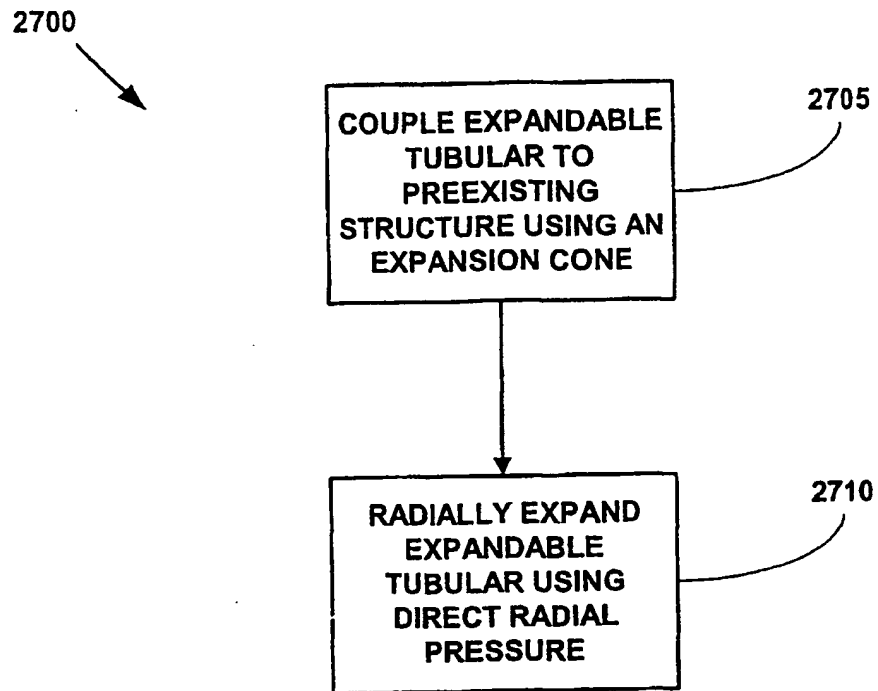 2700
2705
COUPLE EXPANDABLE
TUBULAR TO
PREEXISTING
STRUCTURE USING AN
EXPANSION CONE
2710
RADIALLY EXPAND
EXPANDABLE
TUBULAR USING
DIRECT RADIAL
PRESSURE